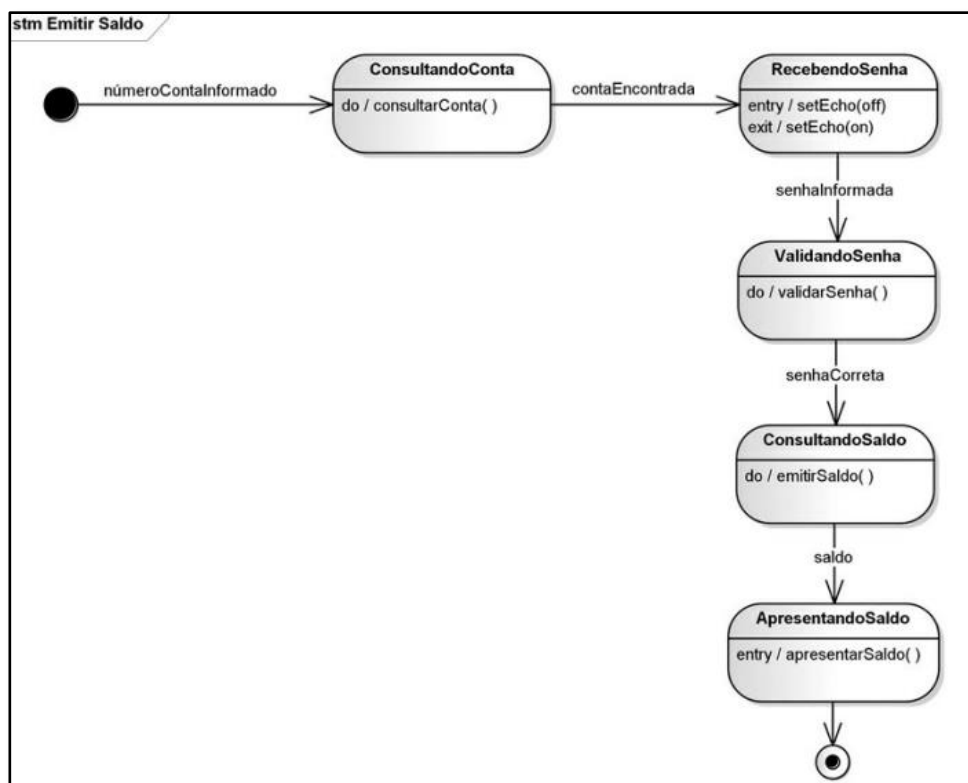 stm Emitir Saldo
númeroContaInformado
ConsultandoConta
do / consultarConta( )
contaEncontrada
RecebendoSenha
entry / setEcho(off)
exit / setEcho(on)
senhaInformada
ValidandoSenha
do / validarSenha( )
senhaCorreta
ConsultandoSaldo
do / emitirSaldo( )
saldo
ApresentandoSaldo
entry / apresentarSaldo( )